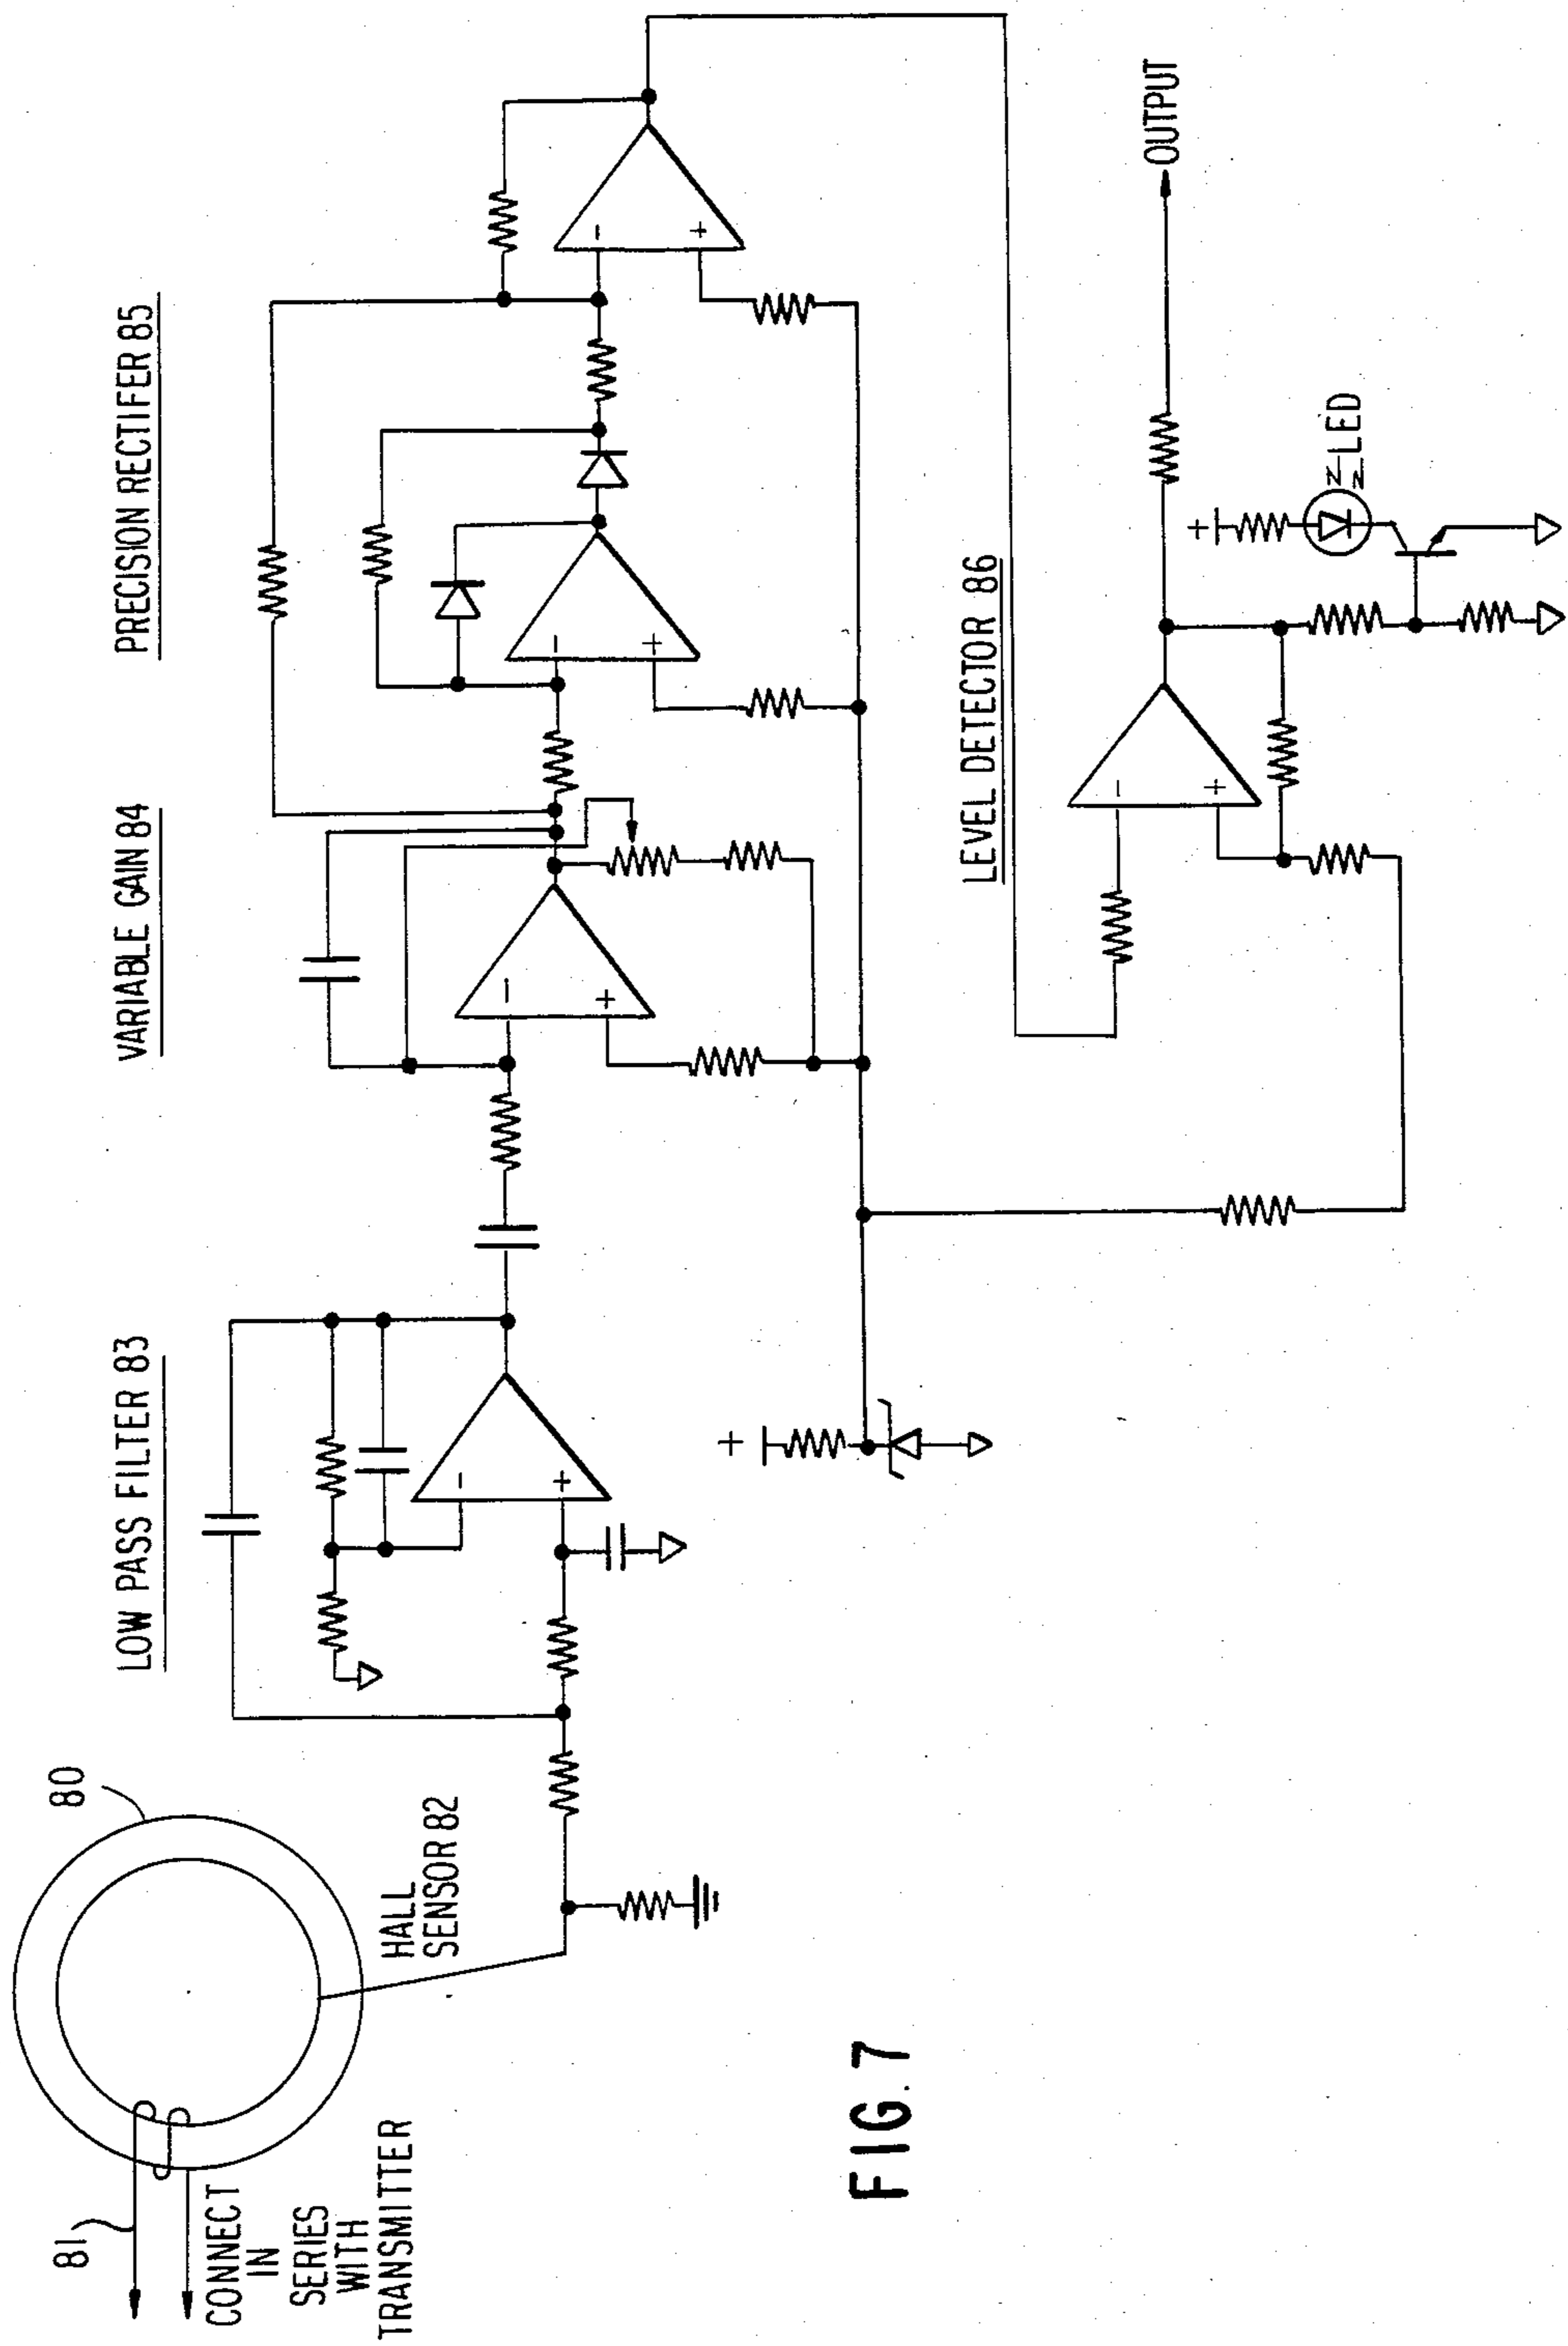 80
81
CONNECT
IN
SERIES
WITH
TRANSMITTER
HALL
SENSOR 82
LOW PASS FILTER 83
VARIABLE GAIN 84
PRECISION RECTIFER 85
LEVEL DETECTOR 86
- +
- +
- +
- +
- +
+
+
LED
OUTPUT
FIG. 7